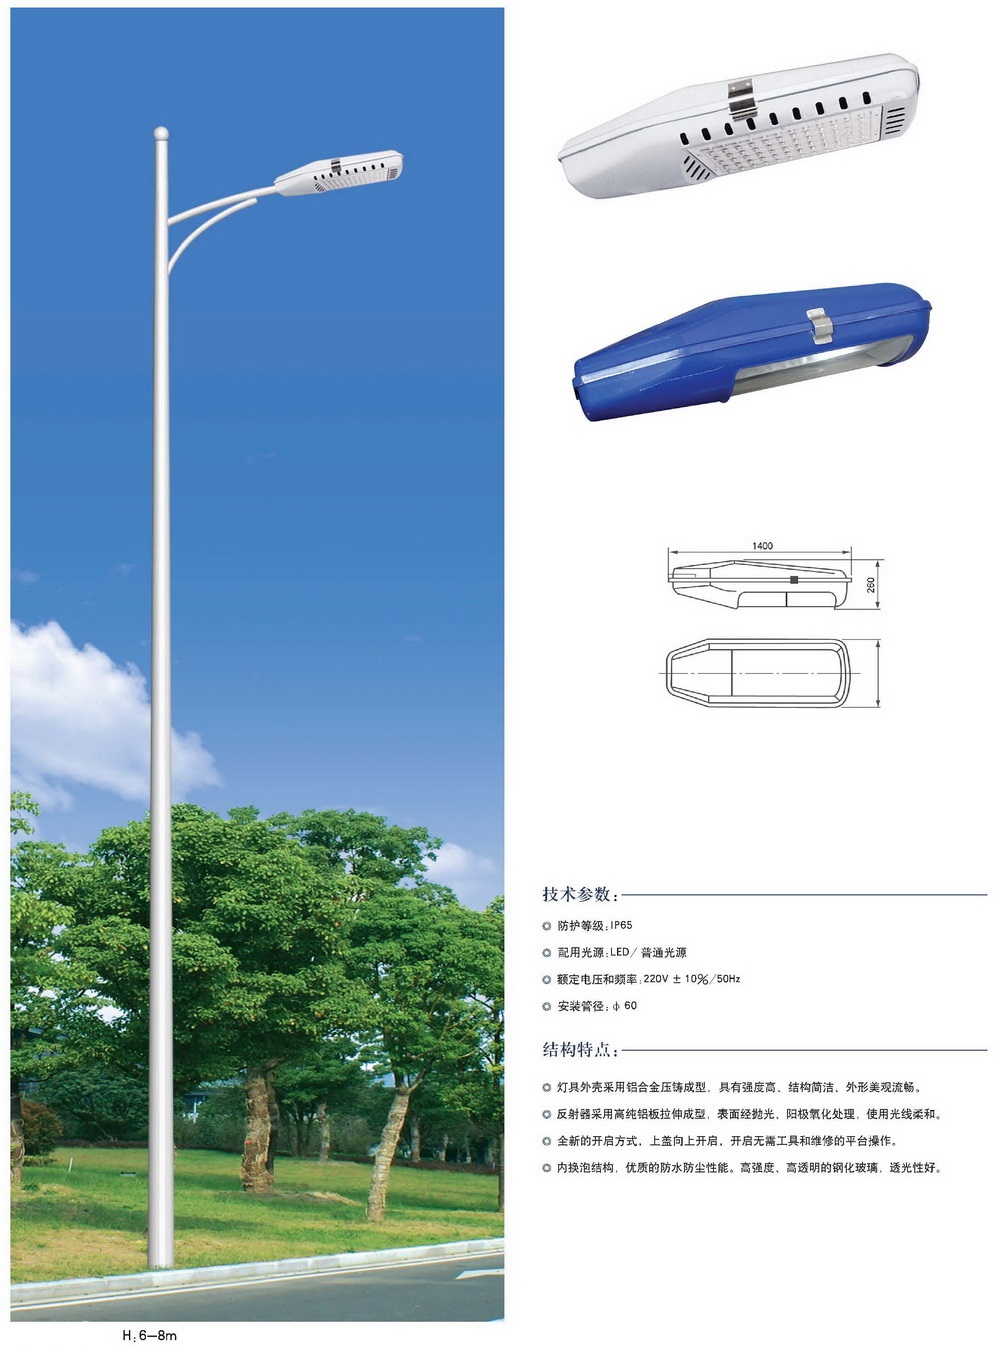 1400
260
技术参数:
◎ 防护等级:IP65
◎ 配用光源:LED/普通光源
◎ 额定电压和频率:220V ± 10%/50Hz
◎ 安装管径:φ 60
结构特点:
◎ 灯具外壳采用铝合金压铸成型，具有强度高、结构简洁、外形美观流畅。
◎ 反射器采用高纯铝板拉伸成型，表面经抛光、阳极氧化处理，使用光线柔和。
◎ 全新的开启方式，上盖向上开启，开启无需工具和维修的平台操作。
◎ 内换泡结构，优质的防水防尘性能。高强度、高透明的钢化玻璃，透光性好。
H:6—8m